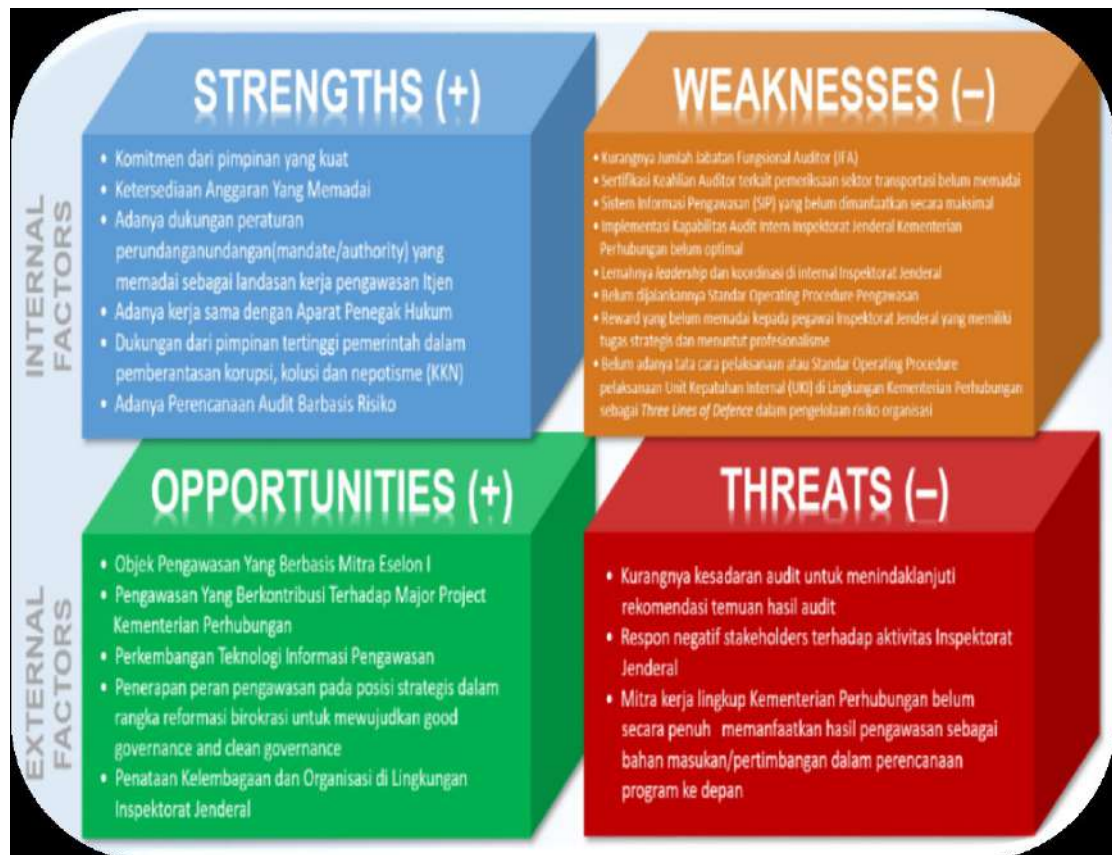 INTERNAL
FACTORS
STRENGTHS (+)
• Komitmen dari pimpinan yang kuat
• Ketersediaan Anggaran Yang Memadai
• Adanya dukungan peraturan
perundanganundangan(mandate/authority) yang
memadai sebagai landasan kerja pengawasan Itjen
• Adanya kerja sama dengan Aparat Penegak Hukum
• Dukungan dari pimpinan tertinggi pemerintah dalam
pemberantasan korupsi, kolusi dan nepotisme (KKN)
• Adanya Perencanaan Audit Barbasis Risiko
WEAKNESSES (–)
• Kurangnya Jumlah Jabatan Fungsional Auditor (JFA)
• Sertifikasi Keahlian Auditor terkait pemeriksaan sektor transportasi belum memadai
• Sistem Informasi Pengawasan (SIP) yang belum dimanfaatkan secara maksimal
• Implementasi Kapabilitas Audit Intern Inspektorat Jenderal Kementerian
Perhubungan belum optimal
• Lemahnya leadership dan koordinasi di internal Inspektorat Jenderal
• Belum dijalankannya Standar Operating Procedure Pengawasan
• Reward yang belum memadai kepada pegawai Inspektorat Jenderal yang memiliki
tugas strategis dan menuntut profesionalisme
• Belum adanya tata cara pelaksanaan atau Standar Operating Procedure
pelaksanaan Unit Kepatuhan Internal (UKI) di Lingkungan Kementerian Perhubungan
sebagai Three Lines of Defence dalam pengelolaan risiko organisasi
EXTERNAL
FACTORS
OPPORTUNITIES (+)
• Objek Pengawasan Yang Berbasis Mitra Eselon I
• Pengawasan Yang Berkontribusi Terhadap Major Project
Kementerian Perhubungan
• Perkembangan Teknologi Informasi Pengawasan
• Penerapan peran pengawasan pada posisi strategis dalam
rangka reformasi birokrasi untuk mewujudkan good
governance and clean governance
• Penataan Kelembagaan dan Organisasi di Lingkungan
Inspektorat Jenderal
THREATS (–)
• Kurangnya kesadaran audit untuk menindaklanjuti
rekomendasi temuan hasil audit
• Respon negatif stakeholders terhadap aktivitas Inspektorat
Jenderal
• Mitra kerja lingkup Kementerian Perhubungan belum
secara penuh memanfaatkan hasil pengawasan sebagai
bahan masukan/pertimbangan dalam perencanaan
program ke depan